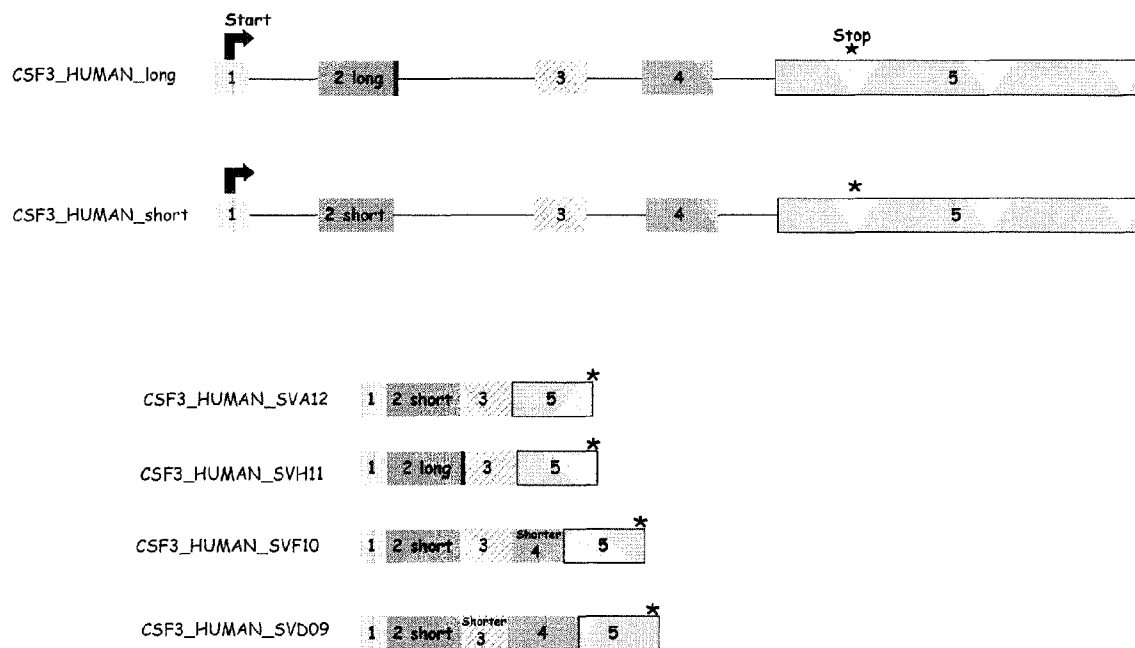 Start
Stop
*
CSF3_HUMAN_long 1 2 long 3 4 5
*
CSF3_HUMAN_short 1 2 short 3 4 5
*
CSF3_HUMAN_SVA12 1 2 short 3 5
*
CSF3_HUMAN_SVH11 1 2 long 3 5
*
Shorter
CSF3_HUMAN_SVF10 1 2 short 3 4 5
*
Shorter
CSF3_HUMAN_SVD09 1 2 short 3 4 5